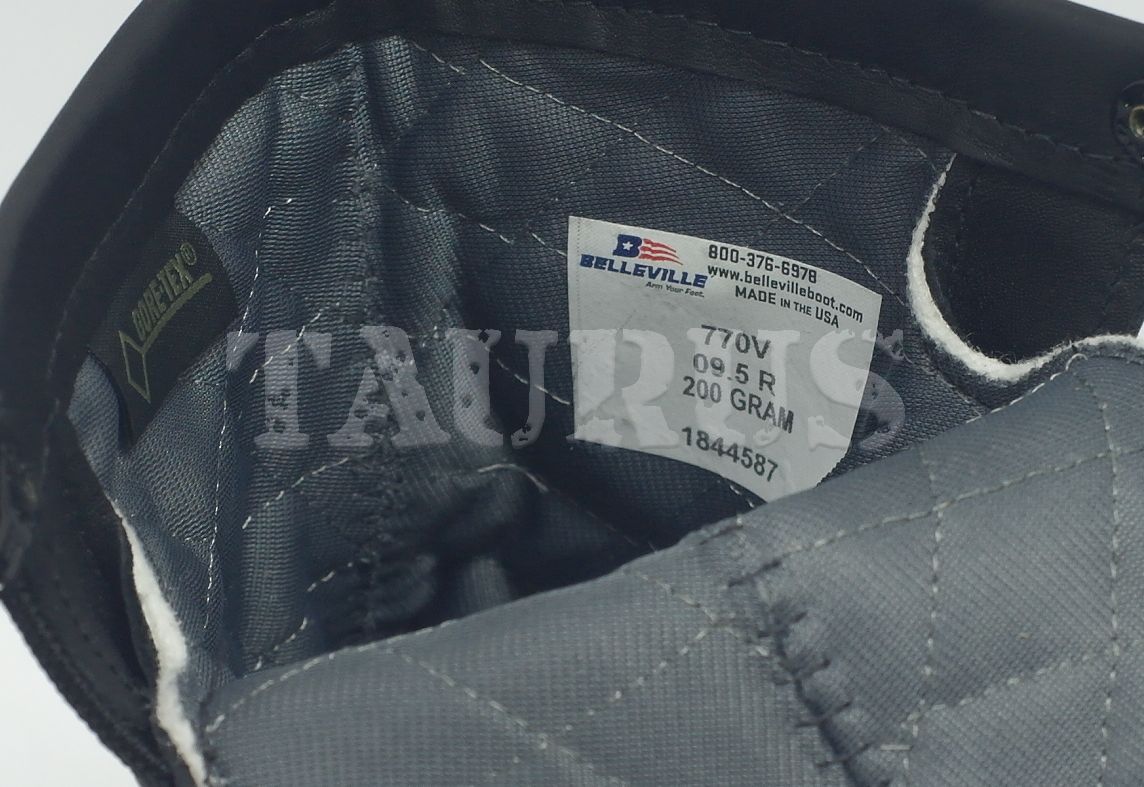 GORE-TEX®
B
BELLEVILLE
Arm Your Feet.
800-376-6978
www.bellevilleboot.com
MADE IN THE USA
770V
09.5 R
200 GRAM
1844587
TAURUS